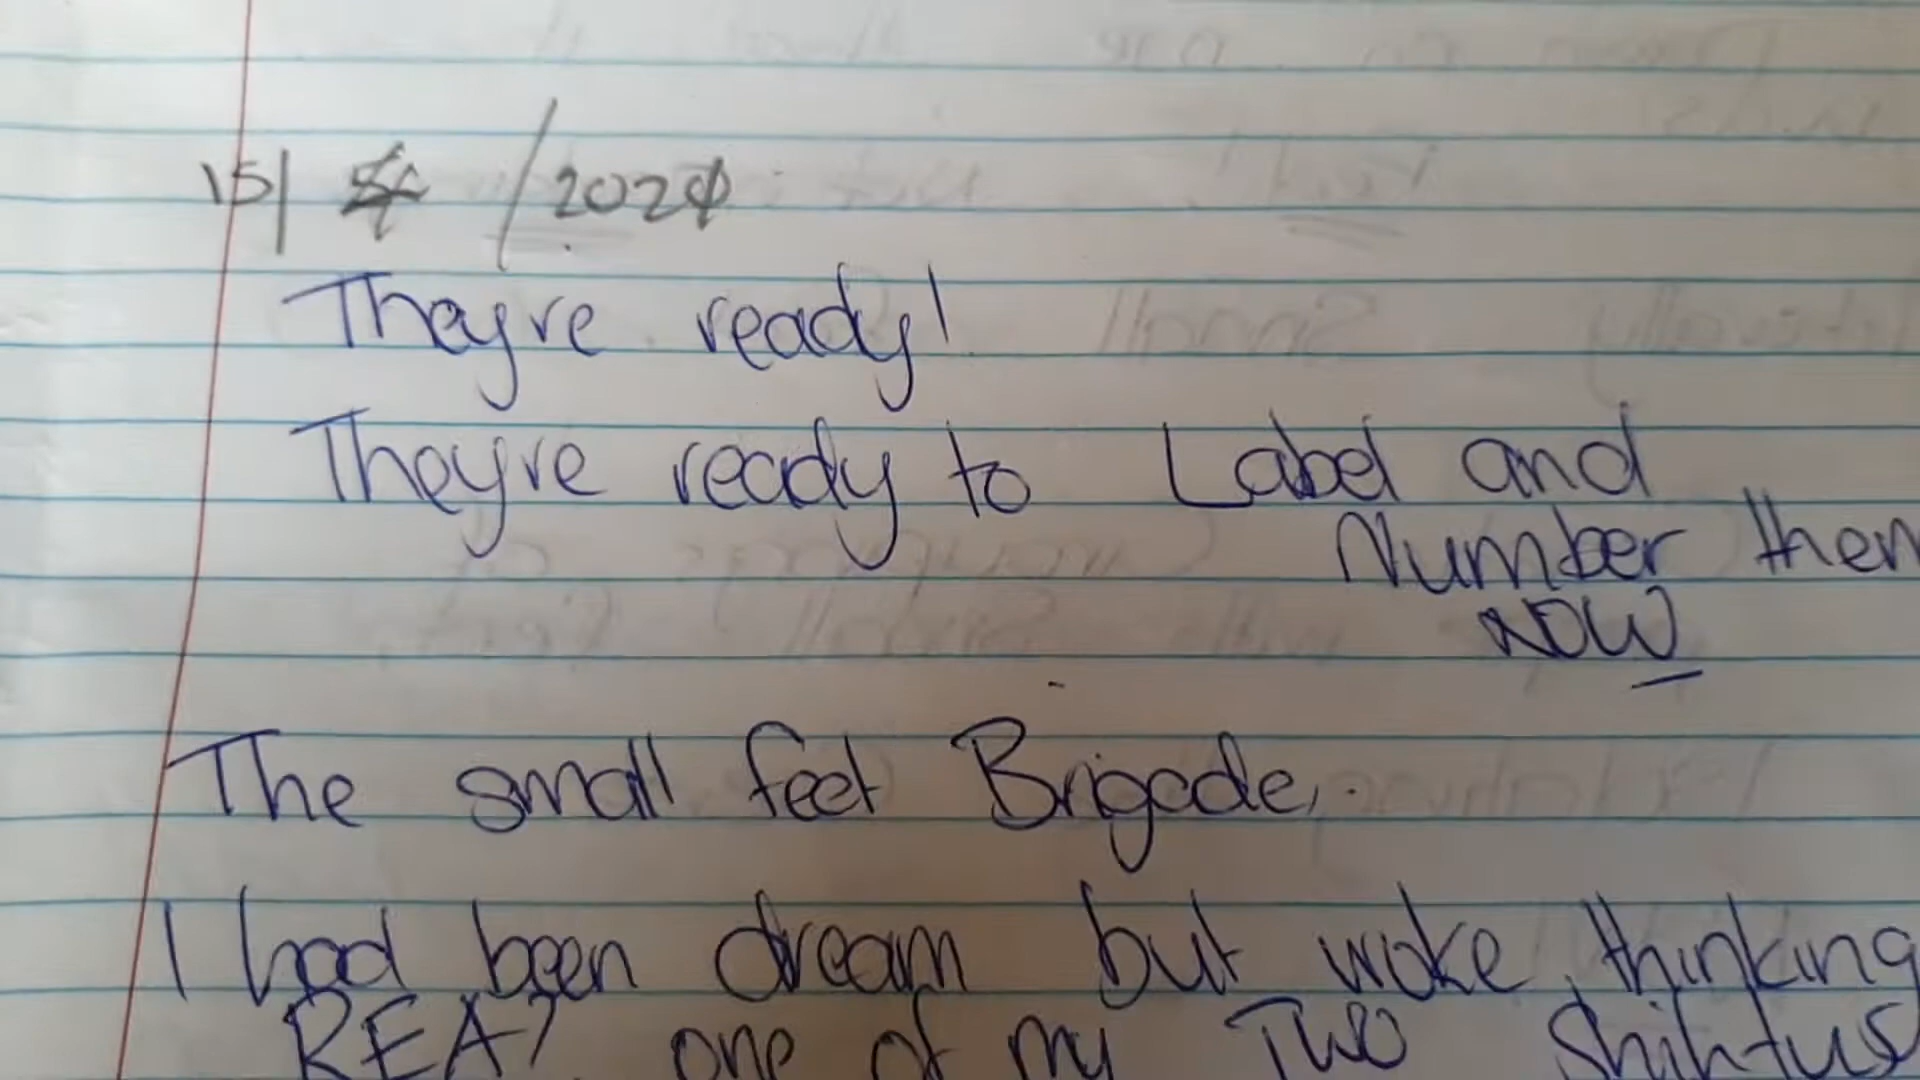 15/ /202
Theyre ready!
Theyre ready to Label and
Number them
NOW
The small feet Brigade.
I had been dream but woke thinking
one of my Two Shihtus